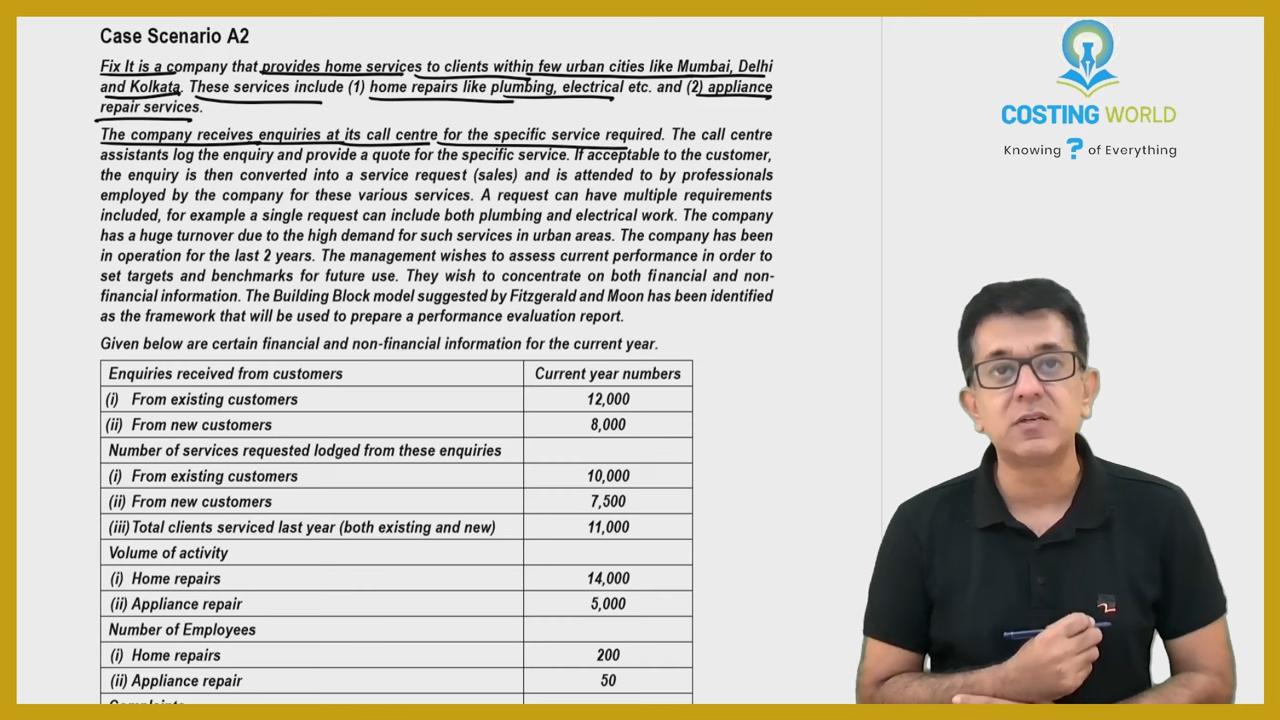 Case Scenario A2
Fix It is a company that provides home services to clients within few urban cities like Mumbai, Delhi
and Kolkata. These services include (1) home repairs like plumbing, electrical etc. and (2) appliance
repair services.
The company receives enquiries at its call centre for the specific service required. The call centre
assistants log the enquiry and provide a quote for the specific service. If acceptable to the customer,
the enquiry is then converted into a service request (sales) and is attended to by professionals
employed by the company for these various services. A request can have multiple requirements
included, for example a single request can include both plumbing and electrical work. The company
has a huge turnover due to the high demand for such services in urban areas. The company has been
in operation for the last 2 years. The management wishes to assess current performance in order to
set targets and benchmarks for future use. They wish to concentrate on both financial and non-
financial information. The Building Block model suggested by Fitzgerald and Moon has been identified
as the framework that will be used to prepare a performance evaluation report.
Given below are certain financial and non-financial information for the current year.
Enquiries received from customers Current year numbers
(i) From existing customers 12,000
(ii) From new customers 8,000
Number of services requested lodged from these enquiries
(i) From existing customers 10,000
(ii) From new customers 7,500
(iii) Total clients serviced last year (both existing and new) 11,000
Volume of activity
(i) Home repairs 14,000
(ii) Appliance repair 5,000
Number of Employees
(i) Home repairs 200
(ii) Appliance repair 50
COSTING WORLD
Knowing ? of Everything